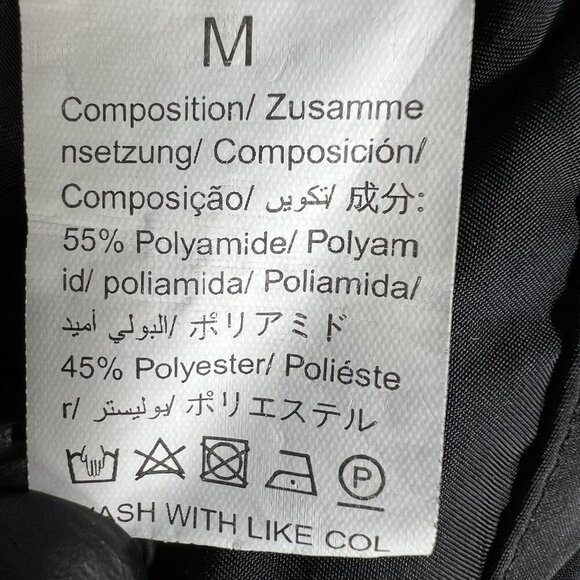 M
Composition/ Zusamme
nsetzung/ Composición/
Composição/ تكوين/ 成分:
55% Polyamide/ Polyam
id/ poliamida/ Poliamida/
البولي أميد/ ポリアミド
45% Polyester/ Poliéste
r/ بوليستر/ ポリエステル
P
WASH WITH LIKE COL